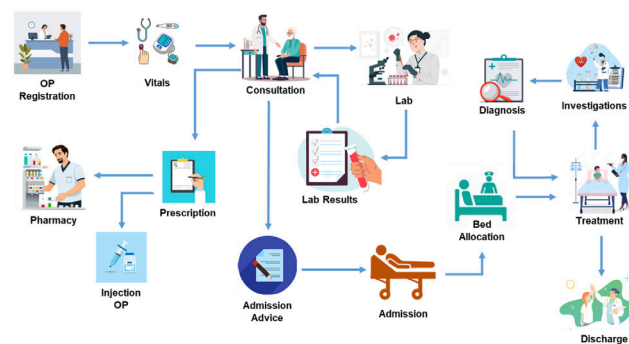 OP
Registration
Vitals
Consultation
Lab
Diagnosis
Investigations
Pharmacy
Prescription
Lab Results
Bed
Allocation
Treatment
Injection
OP
Admission
Advice
Admission
Discharge